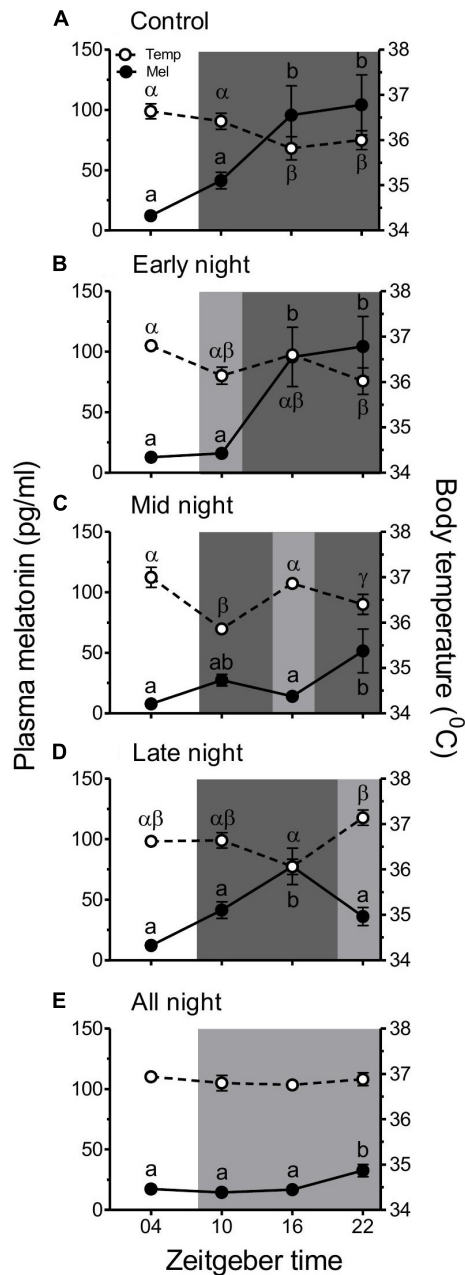 A Control
150 38
Temp
Mel
100 37
36
50 35
0 34
α α b b
a a β β
B Early night
150 38
100 37
36
50 35
0 34
α αβ b b
a a αβ β
C Mid night
150 38
100 37
36
50 35
0 34
α β α γ
a ab a b
D Late night
150 38
100 37
36
50 35
0 34
αβ αβ α β
a a b a
E All night
150 38
100 37
36
50 35
0 34
a a a b
04 10 16 22
Zeitgeber time
Plasma melatonin (pg/ml)
Body temperature (⁰C)